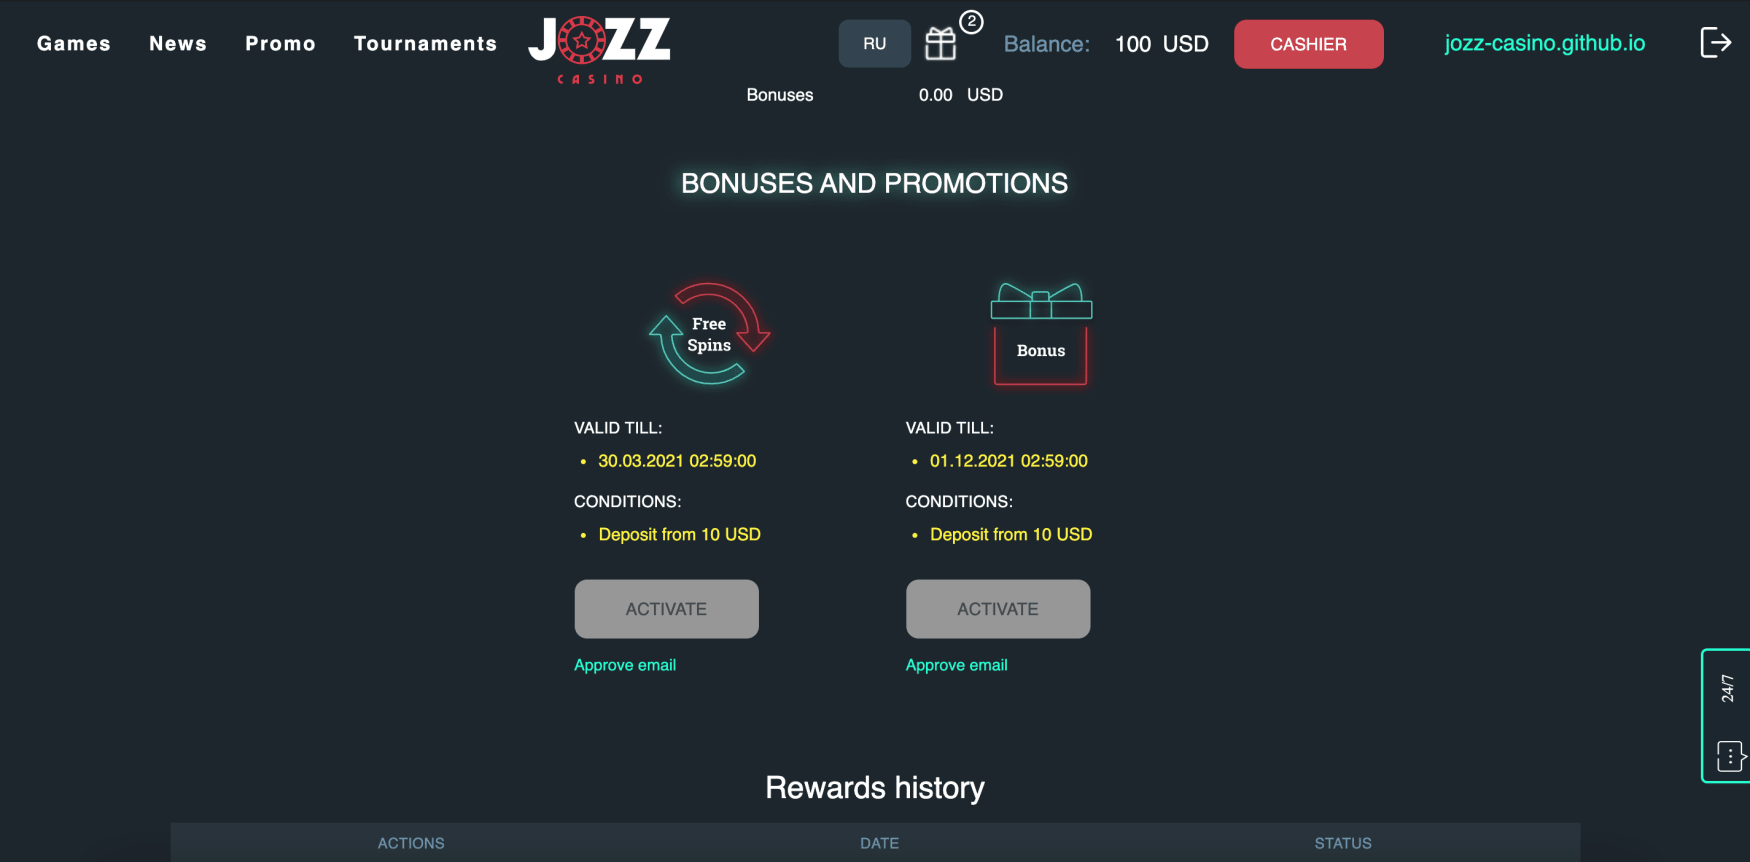 Games News Promo Tournaments JOZZ RU 2 Balance: 100 USD CASHIER jozz-casino.github.io
CASINO
Bonuses 0.00 USD
BONUSES AND PROMOTIONS
Free
Spins
Bonus
VALID TILL:
• 30.03.2021 02:59:00
CONDITIONS:
• Deposit from 10 USD
ACTIVATE
Approve email
VALID TILL:
• 01.12.2021 02:59:00
CONDITIONS:
• Deposit from 10 USD
ACTIVATE
Approve email
24/7
Rewards history
ACTIONS DATE STATUS